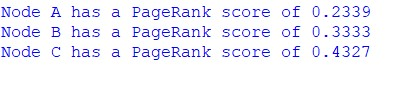 Node A has a PageRank score of 0.2339
Node B has a PageRank score of 0.3333
Node C has a PageRank score of 0.4327